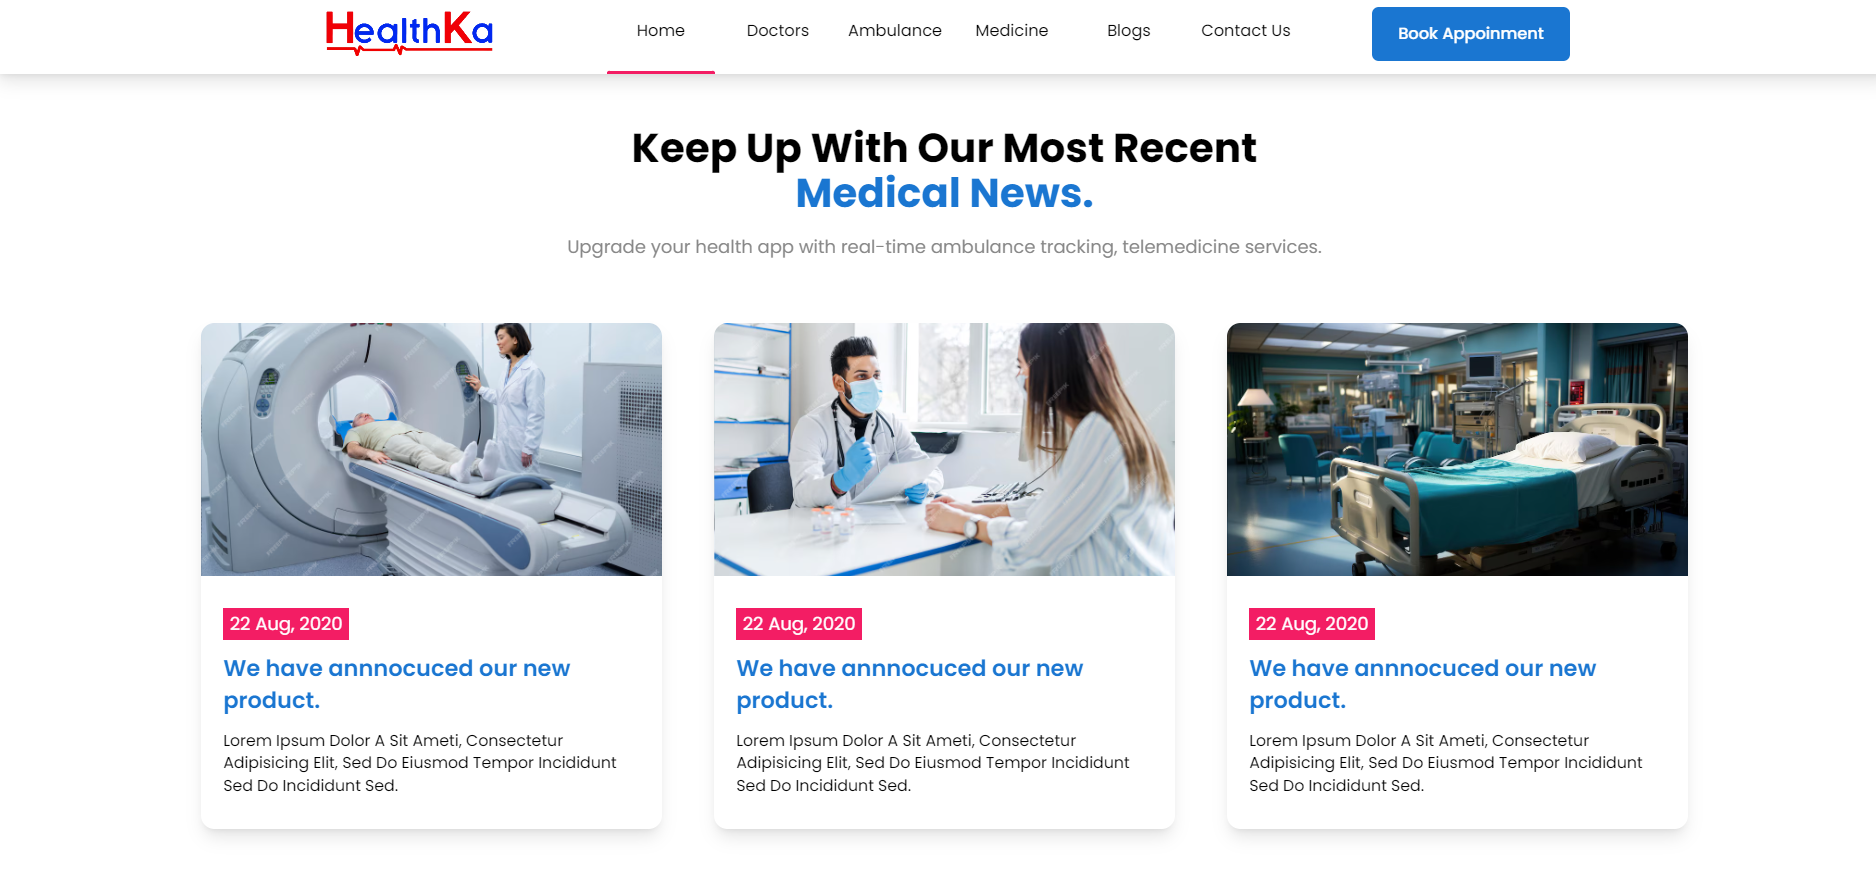 HealthKa
Home Doctors Ambulance Medicine Blogs Contact Us Book Appoinment
Keep Up With Our Most Recent
Medical News.
Upgrade your health app with real-time ambulance tracking, telemedicine services.
22 Aug, 2020
We have annnocuced our new
product.
Lorem Ipsum Dolor A Sit Ameti, Consectetur
Adipisicing Elit, Sed Do Eiusmod Tempor Incididunt
Sed Do Incididunt Sed.
22 Aug, 2020
We have annnocuced our new
product.
Lorem Ipsum Dolor A Sit Ameti, Consectetur
Adipisicing Elit, Sed Do Eiusmod Tempor Incididunt
Sed Do Incididunt Sed.
22 Aug, 2020
We have annnocuced our new
product.
Lorem Ipsum Dolor A Sit Ameti, Consectetur
Adipisicing Elit, Sed Do Eiusmod Tempor Incididunt
Sed Do Incididunt Sed.